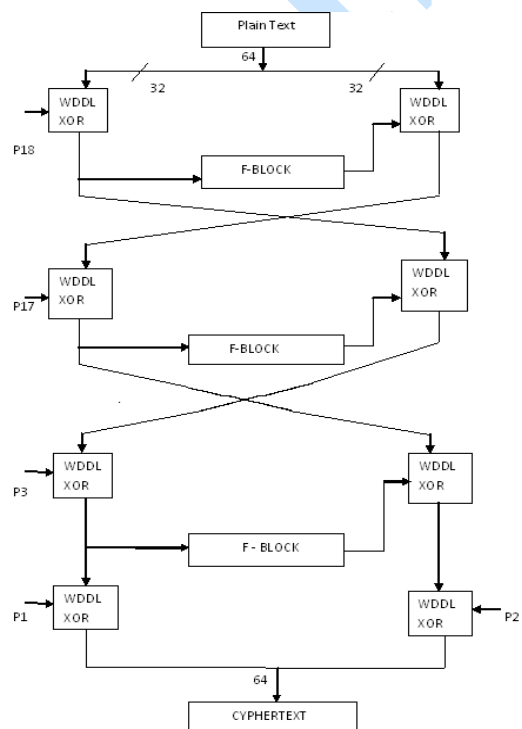 Plain Text
64
32
32
WDDL
XOR
WDDL
XOR
P18
F-BLOCK
WDDL
XOR
WDDL
XOR
P17
F-BLOCK
WDDL
XOR
WDDL
XOR
P3
F - BLOCK
WDDL
XOR
WDDL
XOR
P1
P2
64
CYPHERTEXT